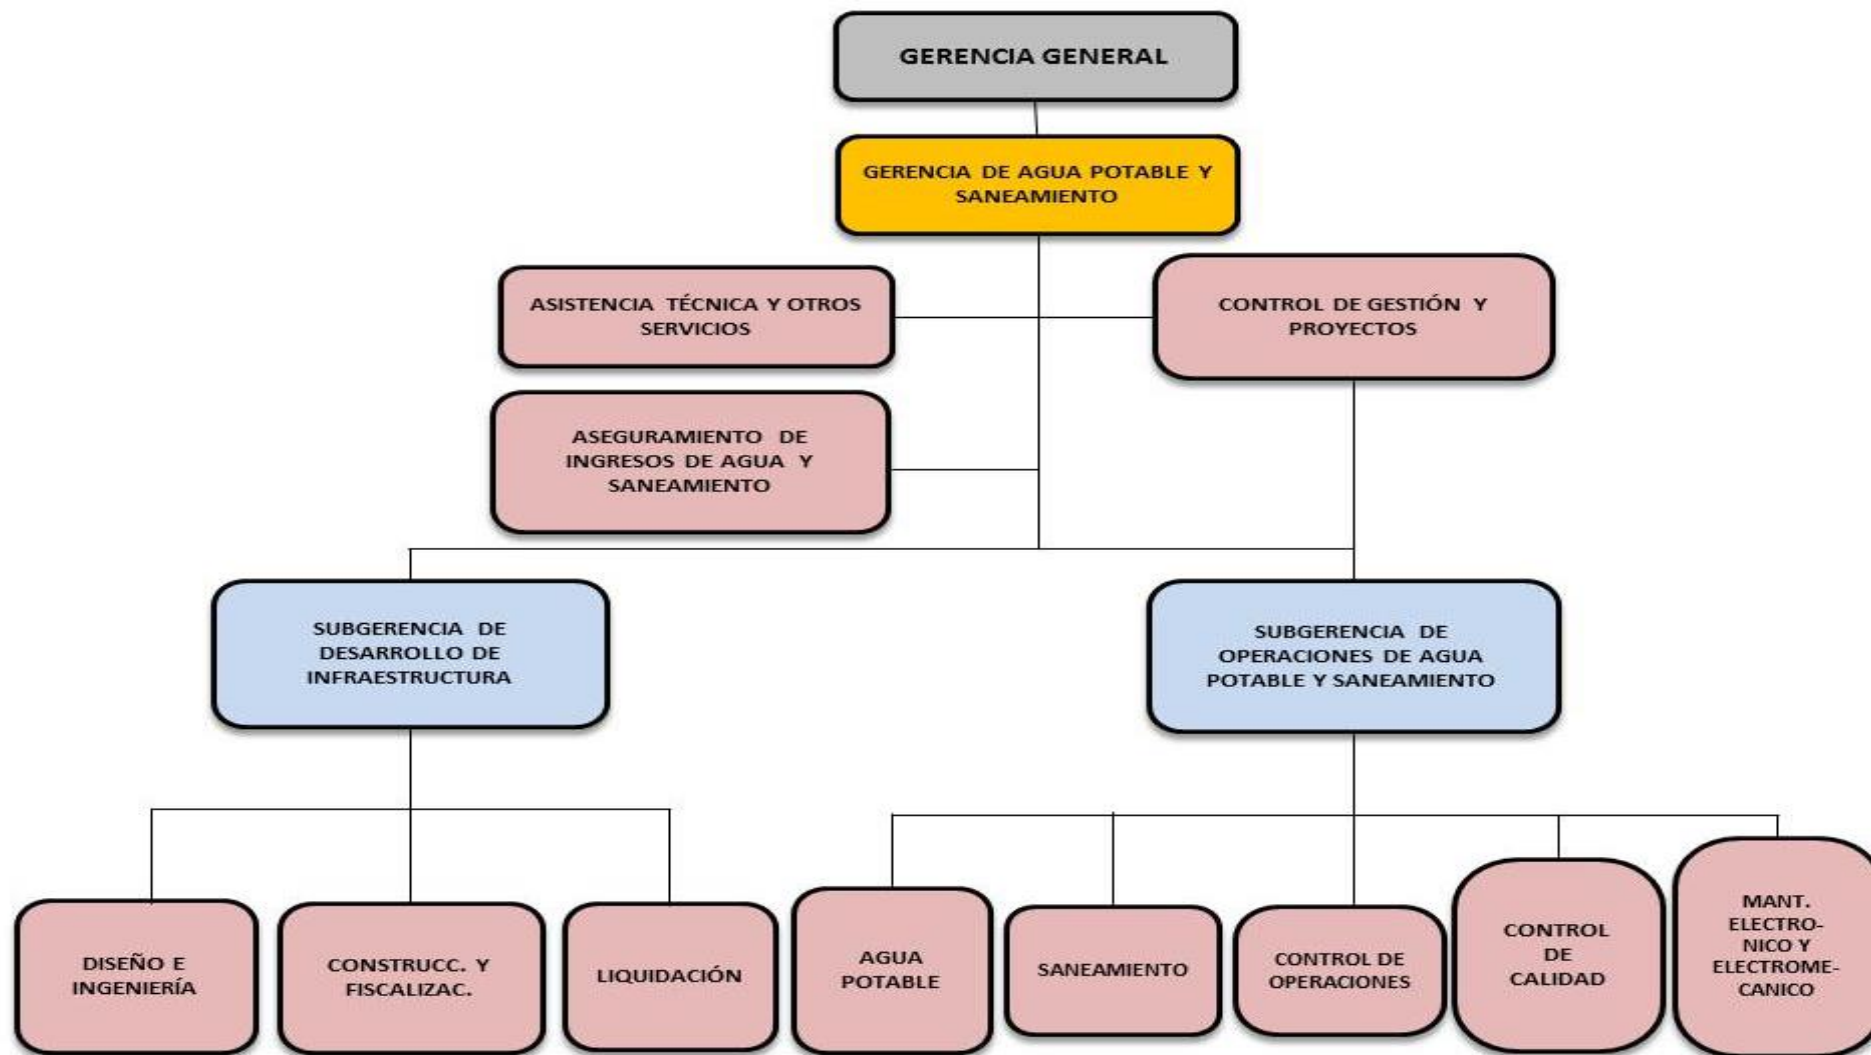 GERENCIA GENERAL
GERENCIA DE AGUA POTABLE Y
SANEAMIENTO
ASISTENCIA TÉCNICA Y OTROS
SERVICIOS
CONTROL DE GESTIÓN Y
PROYECTOS
ASEGURAMIENTO DE
INGRESOS DE AGUA Y
SANEAMIENTO
SUBGERENCIA DE
DESARROLLO DE
INFRAESTRUCTURA
SUBGERENCIA DE
OPERACIONES DE AGUA
POTABLE Y SANEAMIENTO
DISEÑO E
INGENIERÍA
CONSTRUCC. Y
FISCALIZAC.
LIQUIDACIÓN
AGUA
POTABLE
SANEAMIENTO
CONTROL DE
OPERACIONES
CONTROL
DE
CALIDAD
MANT.
ELECTRO-
NICO Y
ELECTROME-
CANICO